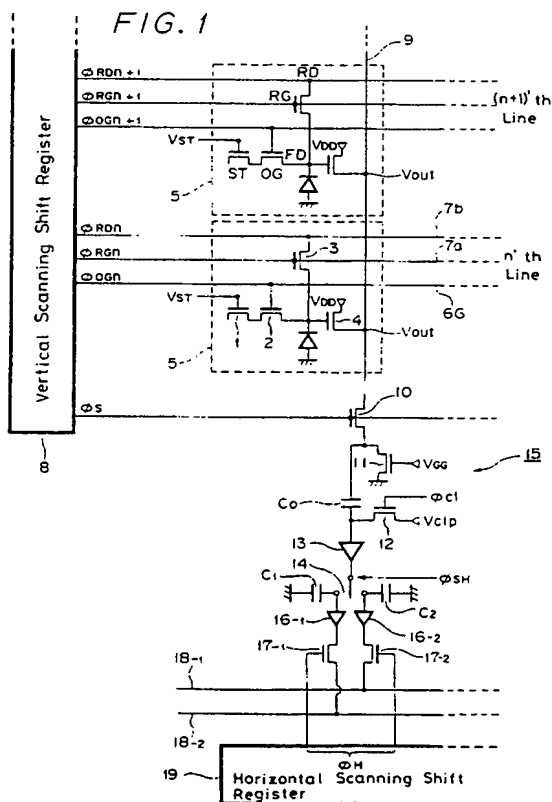 FIG. 1
9
ΦRDn+1
RD
ΦRGn+1
RG
(n+1)'th
Line
ΦOGn+1
VST
FD
VDD
ST
OG
Vout
5
7b
ΦRDn
3
7a
ΦRGn
n'th
Line
ΦOGn
VST
VDD
6G
4
1
2
Vout
5
Vertical Scanning Shift Register
ΦS
10
8
11
VGG
15
Co
Φcl
Vclp
12
13
14
ΦSH
C1
C2
16-1
16-2
17-1
17-2
18-1
18-2
ΦH
19
Horizontal Scanning Shift
Register